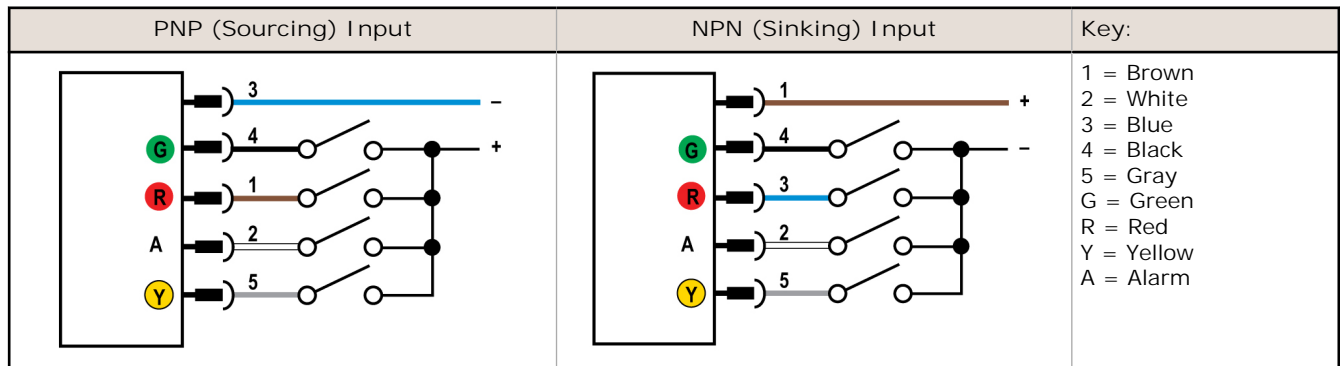 PNP (Sourcing) Input
NPN (Sinking) Input
Key:
3
–
G
4
+
R
1
A
2
Y
5
1
+
G
4
–
R
3
A
2
Y
5
1 = Brown
2 = White
3 = Blue
4 = Black
5 = Gray
G = Green
R = Red
Y = Yellow
A = Alarm